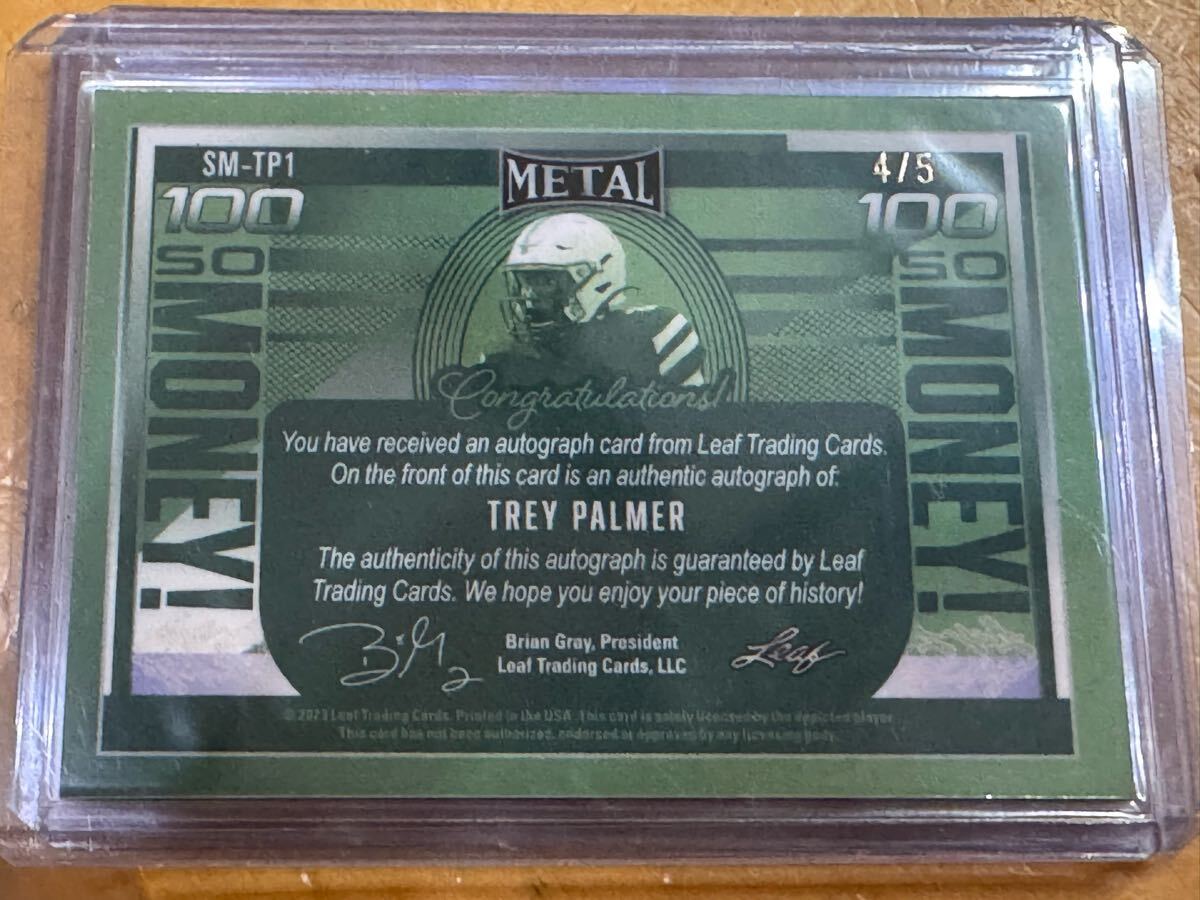 SM-TP1
METAL
4/5
100
100
SO
SO
MONEY!
MONEY!
Congratulations!
You have received an autograph card from Leaf Trading Cards.
On the front of this card is an authentic autograph of:
TREY PALMER
The authenticity of this autograph is guaranteed by Leaf
Trading Cards. We hope you enjoy your piece of history!
Brian Gray, President
Leaf Trading Cards, LLC
Leaf
© 2023 Leaf Trading Cards. Printed in the USA. This card is solely licensed by the depicted player.
This card has not been authorized, endorsed or approved by any licensing body.